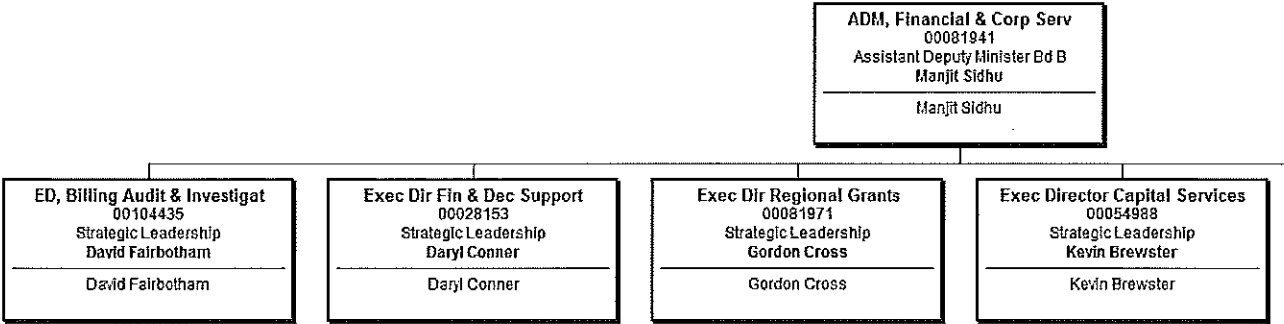 ADM, Financial & Corp Serv
00081941
Assistant Deputy Minister Bd B
Manjit Sidhu
Manjit Sidhu
ED, Billing Audit & Investigat
00104435
Strategic Leadership
David Fairbotham
David Fairbotham
Exec Dir Fin & Dec Support
00028153
Strategic Leadership
Daryl Conner
Daryl Conner
Exec Dir Regional Grants
00081971
Strategic Leadership
Gordon Cross
Gordon Cross
Exec Director Capital Services
00054988
Strategic Leadership
Kevin Brewster
Kevin Brewster